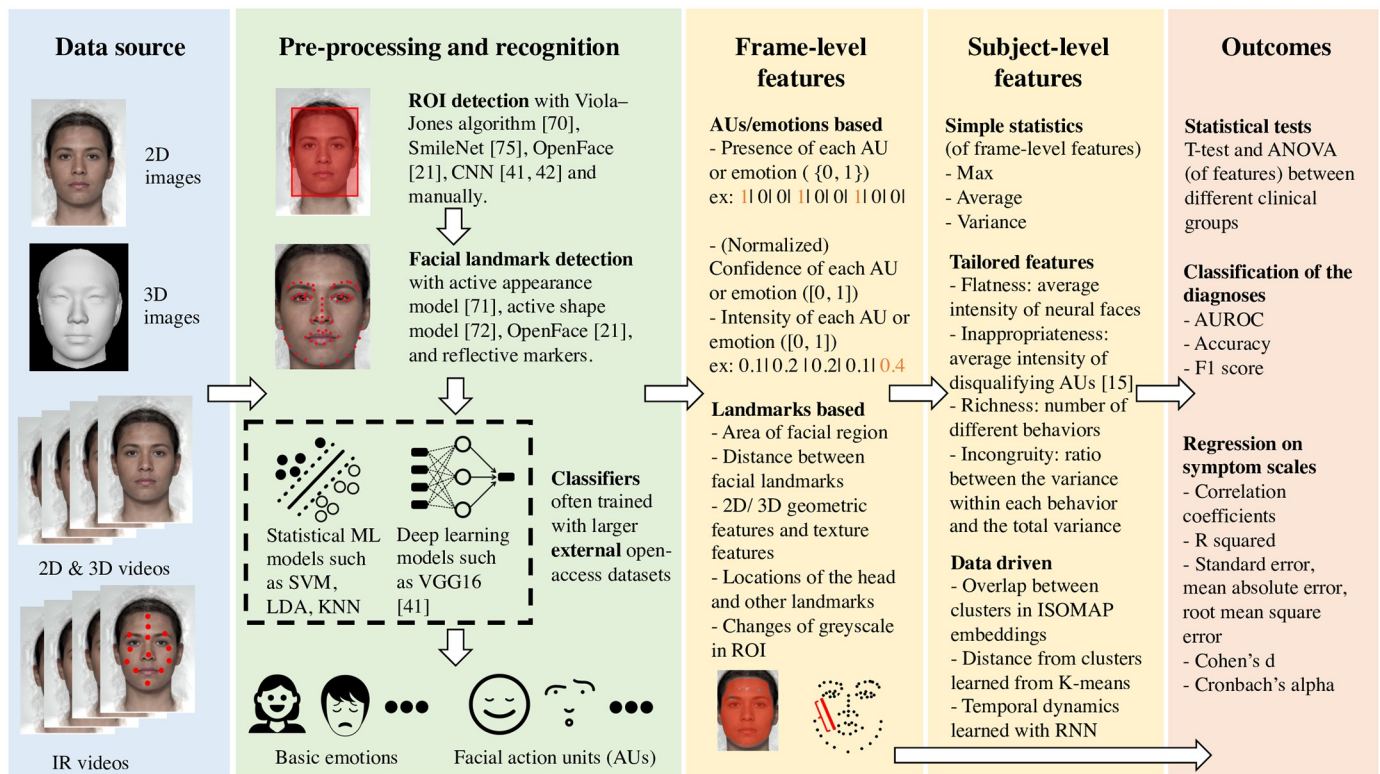 Data source
2D
images
3D
images
2D & 3D videos
IR videos
Pre-processing and recognition
ROI detection with Viola–
Jones algorithm [70],
SmileNet [75], OpenFace
[21], CNN [41, 42] and
manually.
Facial landmark detection
with active appearance
model [71], active shape
model [72], OpenFace [21],
and reflective markers.
Statistical ML
models such
as SVM,
LDA, KNN
Deep learning
models such
as VGG16
[41]
Classifiers
often trained
with larger
external open-
access datasets
Basic emotions
Facial action units (AUs)
Frame-level
features
AUs/emotions based
- Presence of each AU
or emotion ( {0, 1})
ex: 1| 0| 0| 1| 0| 0| 1| 0| 0|
- (Normalized)
Confidence of each AU
or emotion ([0, 1])
- Intensity of each AU or
emotion ([0, 1])
ex: 0.1| 0.2 | 0.2| 0.1| 0.4
Landmarks based
- Area of facial region
- Distance between
facial landmarks
- 2D/ 3D geometric
features and texture
features
- Locations of the head
and other landmarks
- Changes of greyscale
in ROI
Subject-level
features
Simple statistics
(of frame-level features)
- Max
- Average
- Variance
Tailored features
- Flatness: average
intensity of neural faces
- Inappropriateness:
average intensity of
disqualifying AUs [15]
- Richness: number of
different behaviors
- Incongruity: ratio
between the variance
within each behavior
and the total variance
Data driven
- Overlap between
clusters in ISOMAP
embeddings
- Distance from clusters
learned from K-means
- Temporal dynamics
learned with RNN
Outcomes
Statistical tests
T-test and ANOVA
(of features) between
different clinical
groups
Classification of the
diagnoses
- AUROC
- Accuracy
- F1 score
Regression on
symptom scales
- Correlation
coefficients
- R squared
- Standard error,
mean absolute error,
root mean square
error
- Cohen's d
- Cronbach's alpha